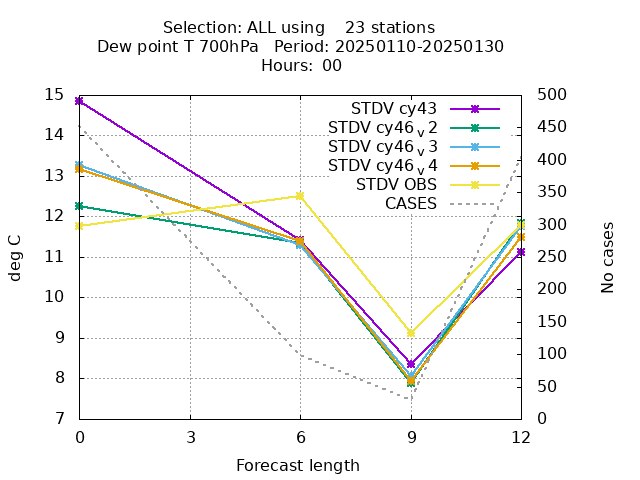 Selection: ALL using    23 stations
Dew point T 700hPa   Period: 20250110-20250130
Hours: 00
15
14
13
12
11
10
9
8
7
deg C
STDV cy43
STDV cy46_v2
STDV cy46_v3
STDV cy46_v4
STDV OBS
CASES
500
450
400
350
300
250
200
150
100
50
0
No cases
0 3 6 9 12
Forecast length